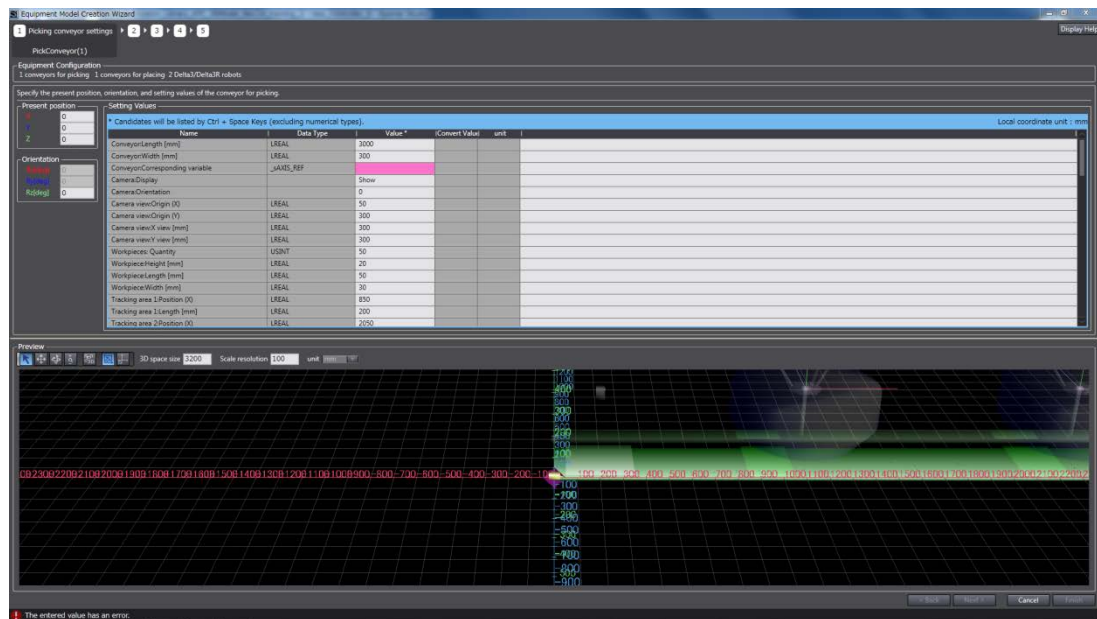 Equipment Model Creation Wizard
1 Picking conveyor settings 2 3 4 5
Display Help
PickConveyor(1)
Equipment Configuration
1 conveyors for picking 1 conveyors for placing 2 Delta3/Delta3R robots
Specify the present position, orientation, and setting values of the conveyor for picking.
Present position
X 0
Y 0
Z 0
Orientation
Rz[deg] 0
Setting Values
* Candidates will be listed by Ctrl + Space Keys (excluding numerical types). Local coordinate unit : mm
Name Data Type Value * Convert Value unit
Conveyor:Length [mm] LREAL 3000
Conveyor:Width [mm] LREAL 300
Conveyor:Corresponding variable _sAXIS_REF
Camera:Display Show
Camera:Orientation 0
Camera view:Origin (X) LREAL 50
Camera view:Origin (Y) LREAL 300
Camera view:X view [mm] LREAL 300
Camera view:Y view [mm] LREAL 300
Workpieces: Quantity USINT 50
Workpiece:Height [mm] LREAL 20
Workpiece:Length [mm] LREAL 50
Workpiece:Width [mm] LREAL 30
Tracking area 1:Position (X) LREAL 850
Tracking area 1:Length [mm] LREAL 200
Tracking area 2:Position (X) LREAL 2050
Preview
3D space size 3200 Scale resolution 100 unit mm
< Back Next > Cancel Finish
The entered value has an error.